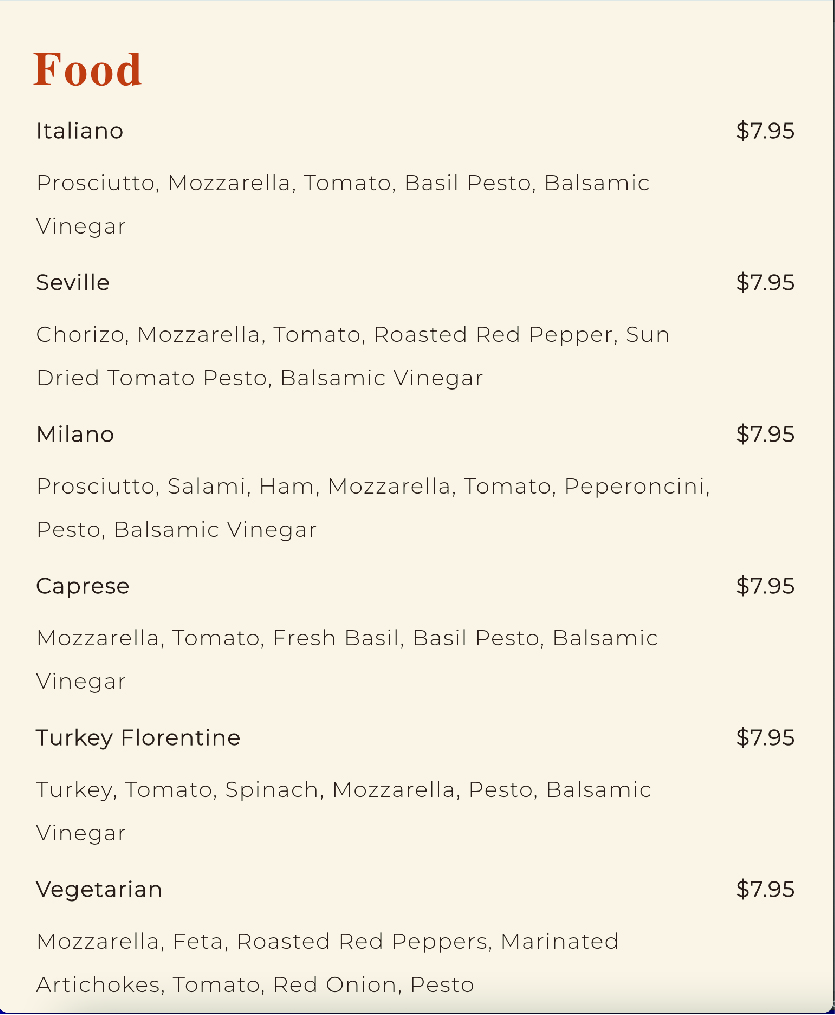 Food
Italiano $7.95
Prosciutto, Mozzarella, Tomato, Basil Pesto, Balsamic
Vinegar
Seville $7.95
Chorizo, Mozzarella, Tomato, Roasted Red Pepper, Sun
Dried Tomato Pesto, Balsamic Vinegar
Milano $7.95
Prosciutto, Salami, Ham, Mozzarella, Tomato, Peperoncini,
Pesto, Balsamic Vinegar
Caprese $7.95
Mozzarella, Tomato, Fresh Basil, Basil Pesto, Balsamic
Vinegar
Turkey Florentine $7.95
Turkey, Tomato, Spinach, Mozzarella, Pesto, Balsamic
Vinegar
Vegetarian $7.95
Mozzarella, Feta, Roasted Red Peppers, Marinated
Artichokes, Tomato, Red Onion, Pesto